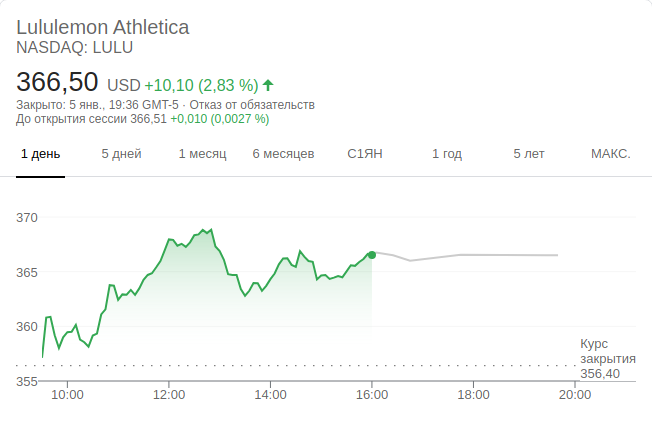 Lululemon Athletica
NASDAQ: LULU
366,50 USD +10,10 (2,83 %)
Закрыто: 5 янв., 19:36 GMT-5 · Отказ от обязательств
До открытия сессии 366,51 +0,010 (0,0027 %)
1 день 5 дней 1 месяц 6 месяцев С1ЯН 1 год 5 лет МАКС.
370
365
360
Курс
закрытия
356,40
355
10:00 12:00 14:00 16:00 18:00 20:00